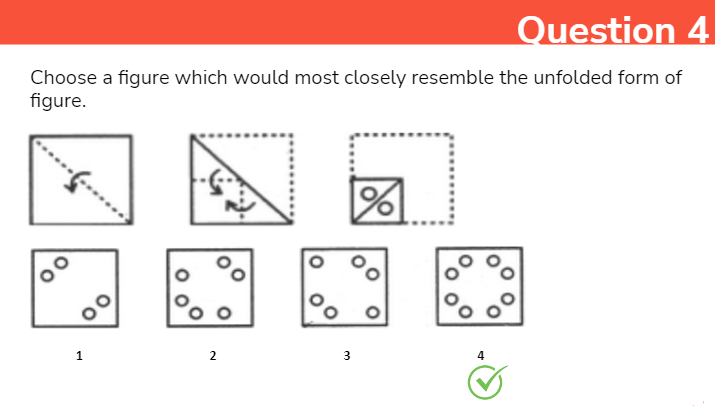 Question 4
Choose a figure which would most closely resemble the unfolded form of
figure.
1 2 3 4